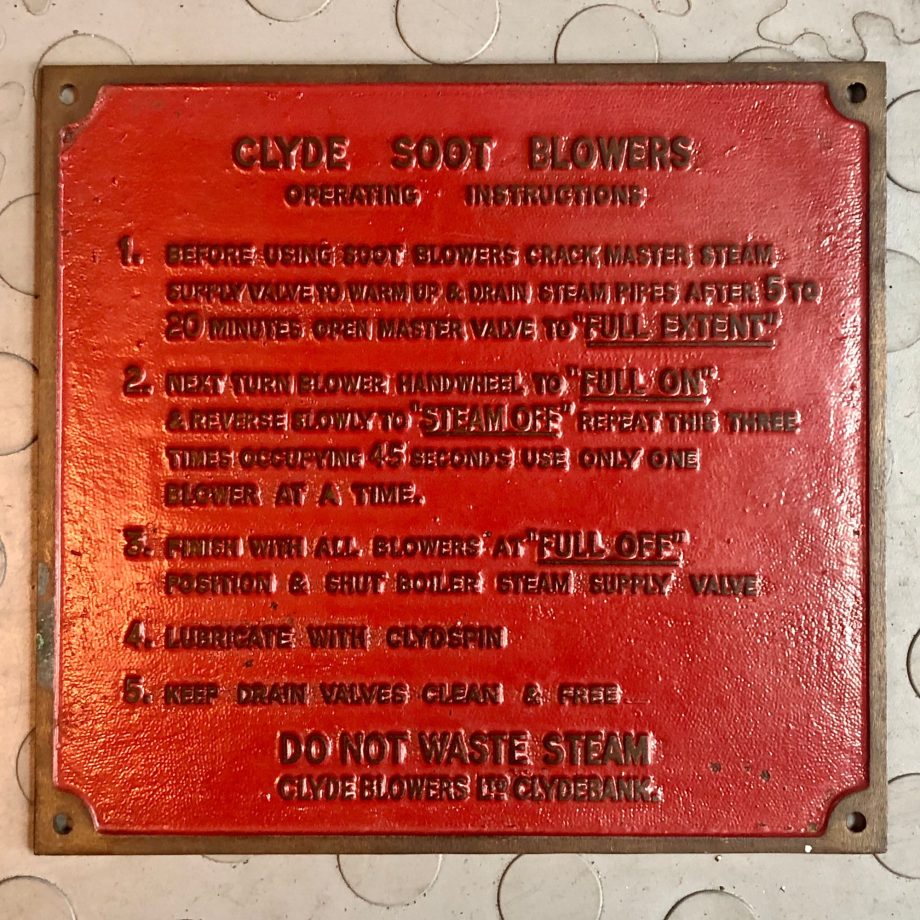 CLYDE SOOT BLOWERS
OPERATING INSTRUCTIONS
1. BEFORE USING SOOT BLOWERS CRACK MASTER STEAM
SUPPLY VALVE TO WARM UP & DRAIN STEAM PIPES AFTER 5 TO
20 MINUTES OPEN MASTER VALVE TO "FULL EXTENT"
2. NEXT TURN BLOWER HANDWHEEL TO "FULL ON"
& REVERSE SLOWLY TO "STEAM OFF" REPEAT THIS THREE
TIMES OCCUPYING 45 SECONDS USE ONLY ONE
BLOWER AT A TIME.
3. FINISH WITH ALL BLOWERS AT "FULL OFF"
POSITION & SHUT BOILER STEAM SUPPLY VALVE
4. LUBRICATE WITH CLYDSPIN
5. KEEP DRAIN VALVES CLEAN & FREE
DO NOT WASTE STEAM
CLYDE BLOWERS LTD CLYDEBANK.